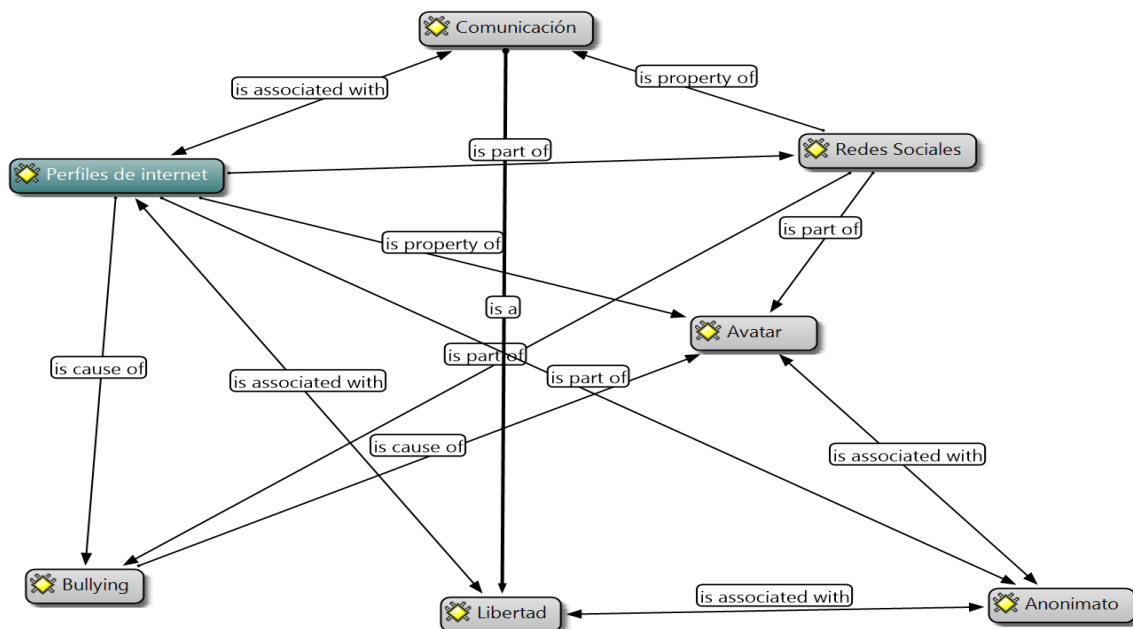 Comunicación
is associated with
is property of
is part of
Redes Sociales
Perfiles de internet
is part of
is property of
is a
Avatar
is part of
is cause of
is associated with
is part of
is cause of
is associated with
Bullying
Libertad
is associated with
Anonimato